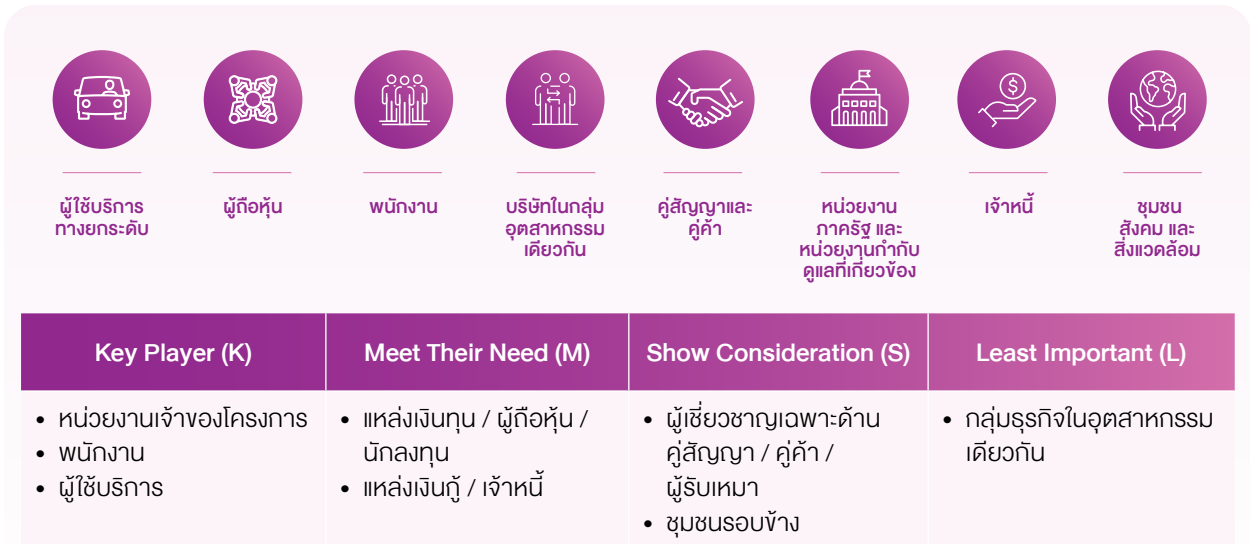 ผู้ใช้บริการ
ทางยกระดับ
ผู้ถือหุ้น
พนักงาน
บริษัทในกลุ่ม
อุตสาหกรรม
เดียวกัน
คู่สัญญาและ
คู่ค้า
หน่วยงาน
ภาครัฐ และ
หน่วยงานกำกับ
ดูแลที่เกี่ยวข้อง
เจ้าหนี้
ชุมชน
สังคม และ
สิ่งแวดล้อม
Key Player (K)
Meet Their Need (M)
Show Consideration (S)
Least Important (L)
• หน่วยงานเจ้าของโครงการ
• พนักงาน
• ผู้ใช้บริการ
• แหล่งเงินทุน / ผู้ถือหุ้น /
นักลงทุน
• แหล่งเงินกู้ / เจ้าหนี้
• ผู้เชี่ยวชาญเฉพาะด้าน
คู่สัญญา / คู่ค้า /
ผู้รับเหมา
• ชุมชนรอบข้าง
• กลุ่มธุรกิจในอุตสาหกรรม
เดียวกัน